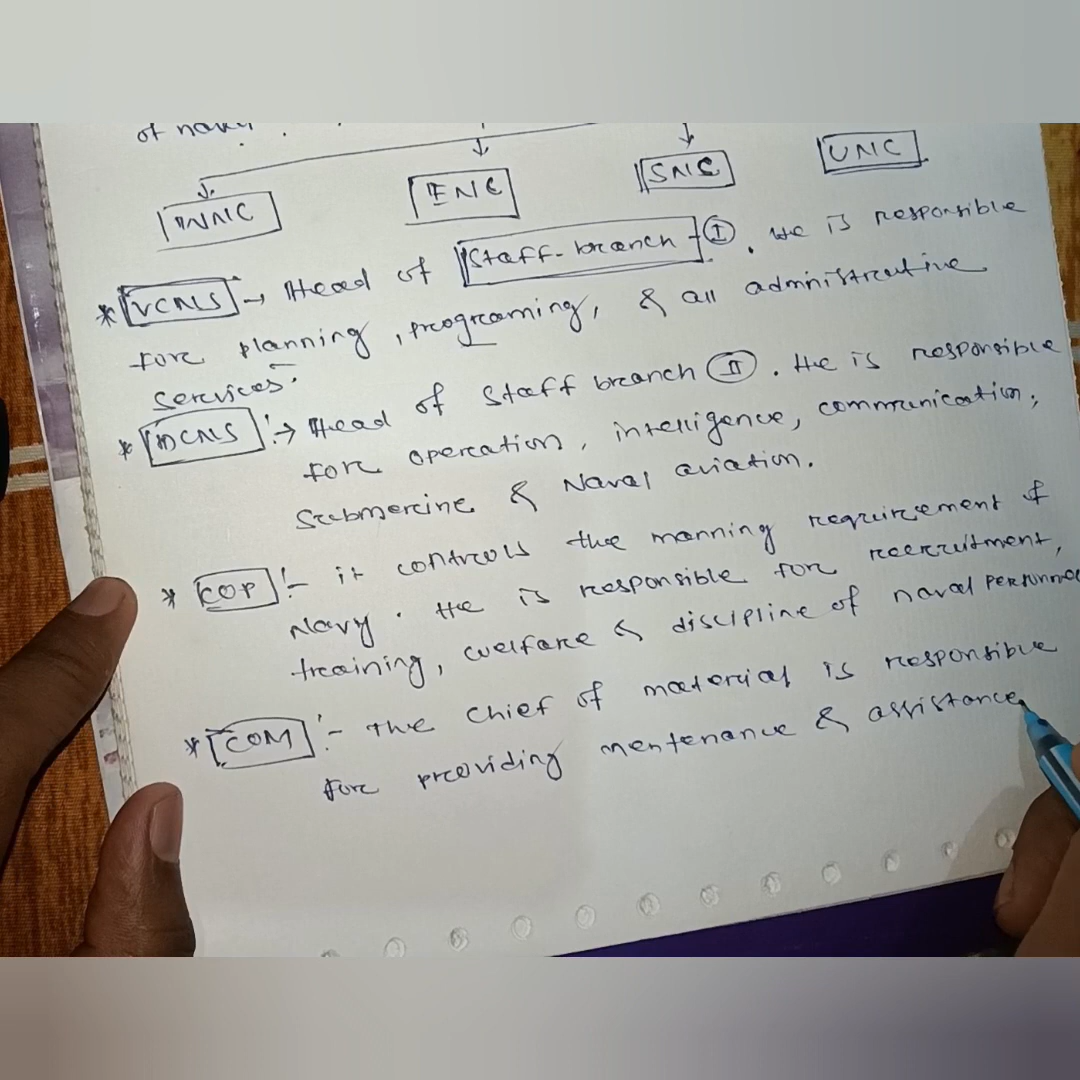 of navy.
WNC ENC SNC UNC
* VCNS → Head of Staff-branch - I. He is responsible
for planning, programing, & all administrative
services.
* DCNS :→ Head of staff branch II. He is responsible
for operation, intelligence, communication,
submerine & Naval aviation.
* COP :- it controls the manning requirement of
Navy. He is responsible for reecruitment,
training, welfare & discipline of naval personnel
* COM :- The chief of material is responsible
for providing mentenance & assistance